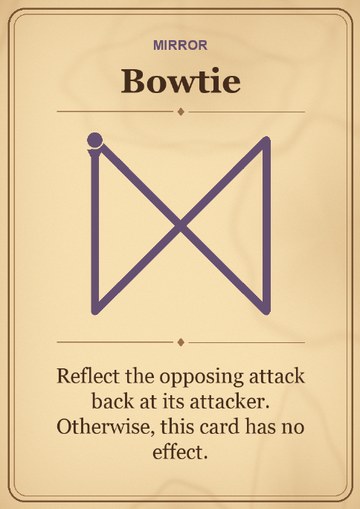 MIRROR
Bowtie
Reflect the opposing attack
back at its attacker.
Otherwise, this card has no
effect.